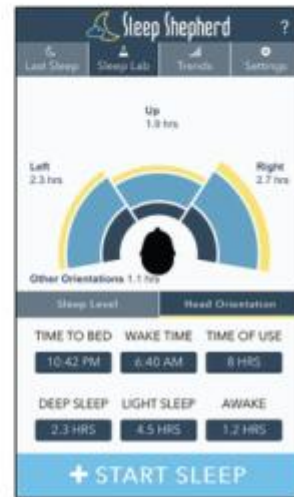 Sleep Shepherd ?
Last Sleep Sleep Lab Trends Settings
Up
1.9 hrs
Left
2.3 hrs
Right
2.7 hrs
Other Orientations 1.1 hrs
Sleep Level Head Orientation
TIME TO BED WAKE TIME TIME OF USE
10:42 PM 6:40 AM 8 HRS
DEEP SLEEP LIGHT SLEEP AWAKE
2.3 HRS 4.5 HRS 1.2 HRS
+ START SLEEP